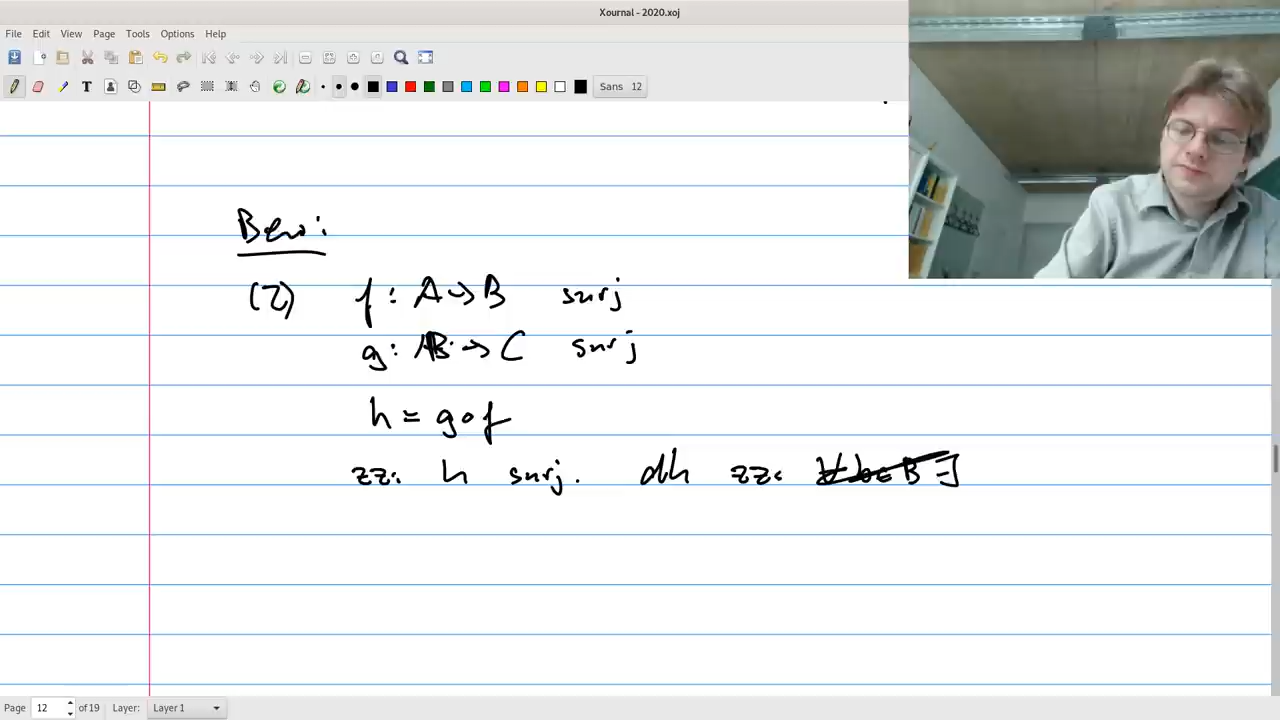 Xournal - 2020.xoj
File Edit View Page Tools Options Help
Sans 12
Bew:
(2) f: A → B surj
g: B → C surj
h = g ∘ f
zz: h surj. dh zz: ∀ b ∈ B ∃
Page 12 of 19 Layer: Layer 1